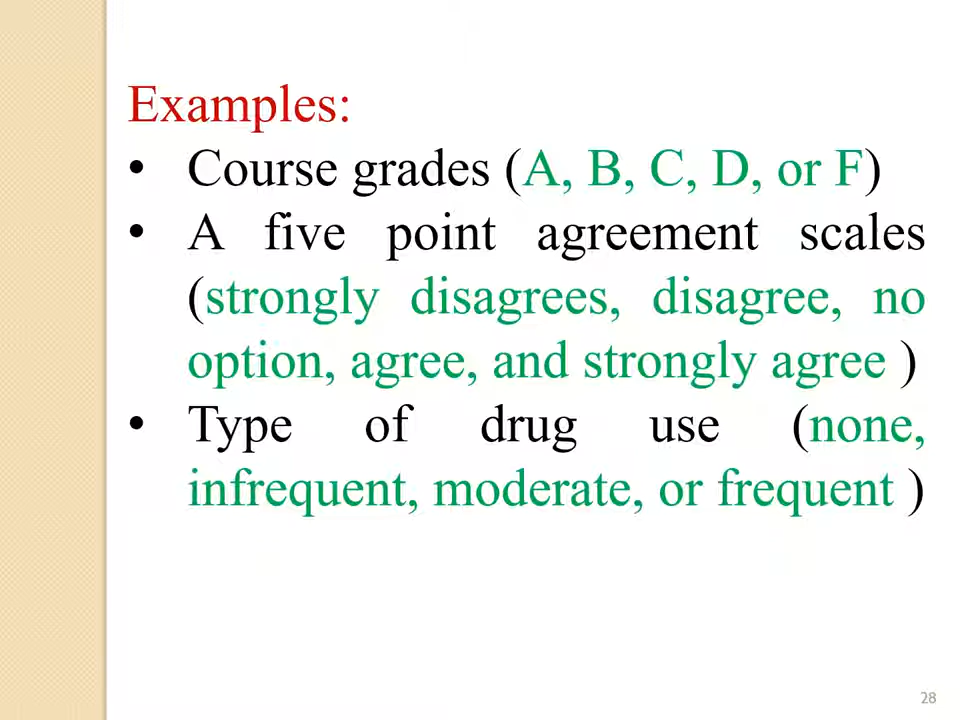 Examples:
• Course grades (A, B, C, D, or F)
• A five point agreement scales
(strongly disagrees, disagree, no
option, agree, and strongly agree )
• Type of drug use (none,
infrequent, moderate, or frequent )
28